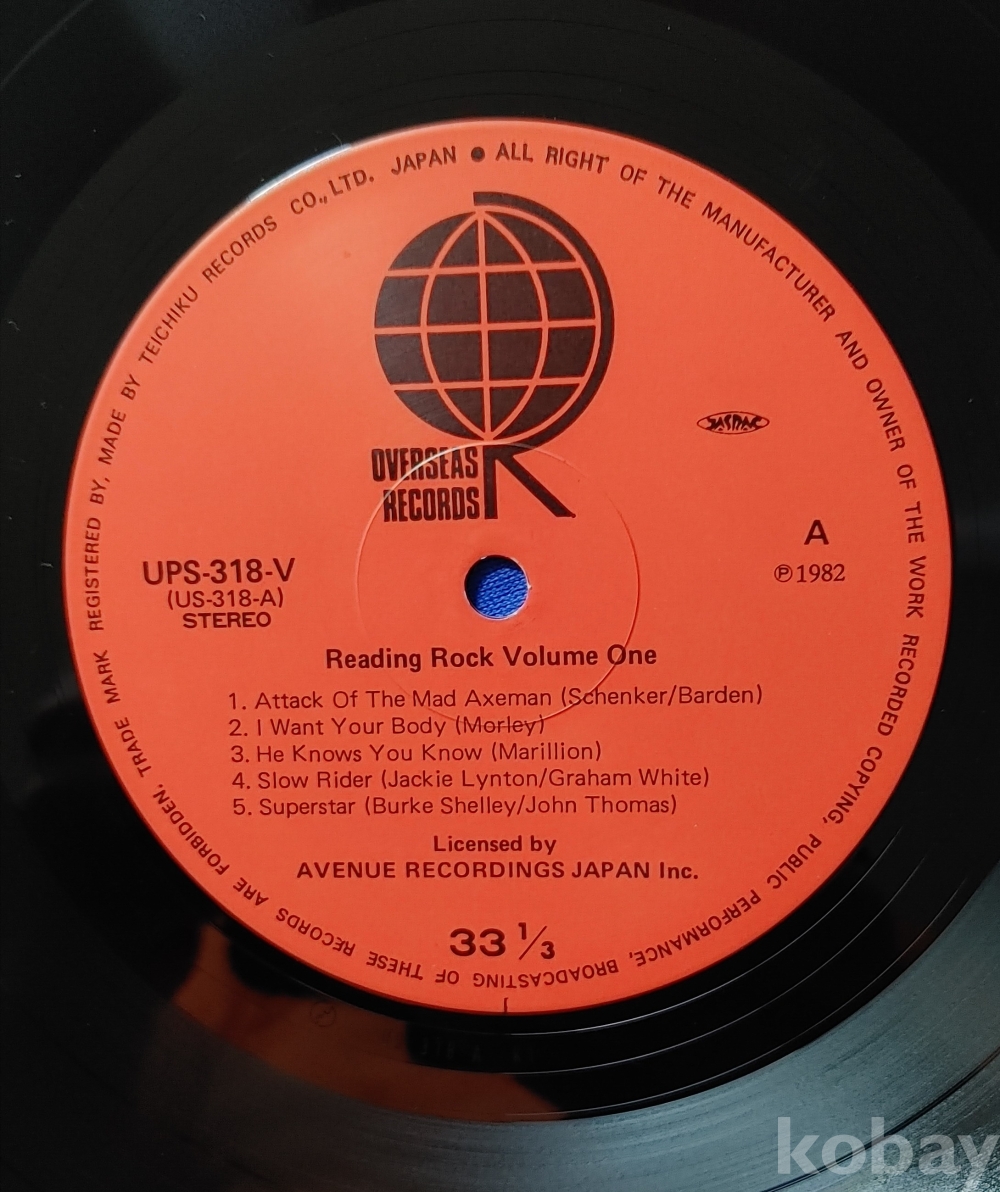 REGISTERED BY, MADE BY TEICHIKU RECORDS CO.,LTD. JAPAN ● ALL RIGHT OF THE MANUFACTURER AND OWNER OF THE WORK RECORDED COPYING, PUBLIC PERFORMANCE, BROADCASTING OF THESE RECORDS ARE FORBIDDEN, TRADE MARK
OVERSEAS
RECORDS
JASRAC
A
UPS-318-V
℗1982
(US-318-A)
STEREO
Reading Rock Volume One
1. Attack Of The Mad Axeman (Schenker/Barden)
2. I Want Your Body (Morley)
3. He Knows You Know (Marillion)
4. Slow Rider (Jackie Lynton/Graham White)
5. Superstar (Burke Shelley/John Thomas)
Licensed by
AVENUE RECORDINGS JAPAN Inc.
33 1/3
kobay